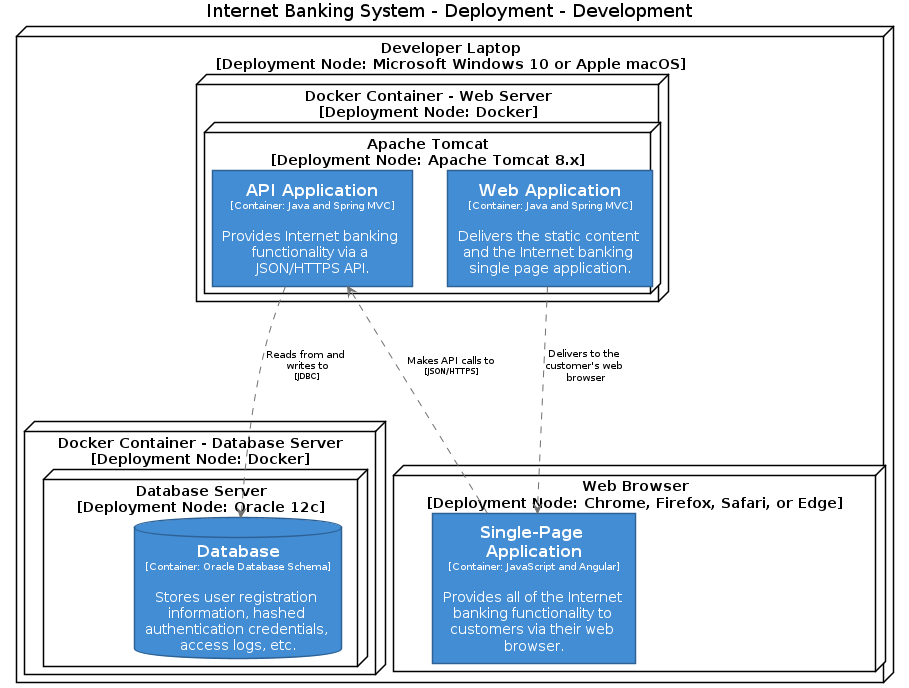 Internet Banking System - Deployment - Development
Developer Laptop
[Deployment Node: Microsoft Windows 10 or Apple macOS]
Docker Container - Web Server
[Deployment Node: Docker]
Apache Tomcat
[Deployment Node: Apache Tomcat 8.x]
API Application
[Container: Java and Spring MVC]
Provides Internet banking
functionality via a
JSON/HTTPS API.
Web Application
[Container: Java and Spring MVC]
Delivers the static content
and the Internet banking
single page application.
Reads from and
writes to
[JDBC]
Makes API calls to
[JSON/HTTPS]
Delivers to the
customer's web
browser
Docker Container - Database Server
[Deployment Node: Docker]
Database Server
[Deployment Node: Oracle 12c]
Database
[Container: Oracle Database Schema]
Stores user registration
information, hashed
authentication credentials,
access logs, etc.
Web Browser
[Deployment Node: Chrome, Firefox, Safari, or Edge]
Single-Page
Application
[Container: JavaScript and Angular]
Provides all of the Internet
banking functionality to
customers via their web
browser.